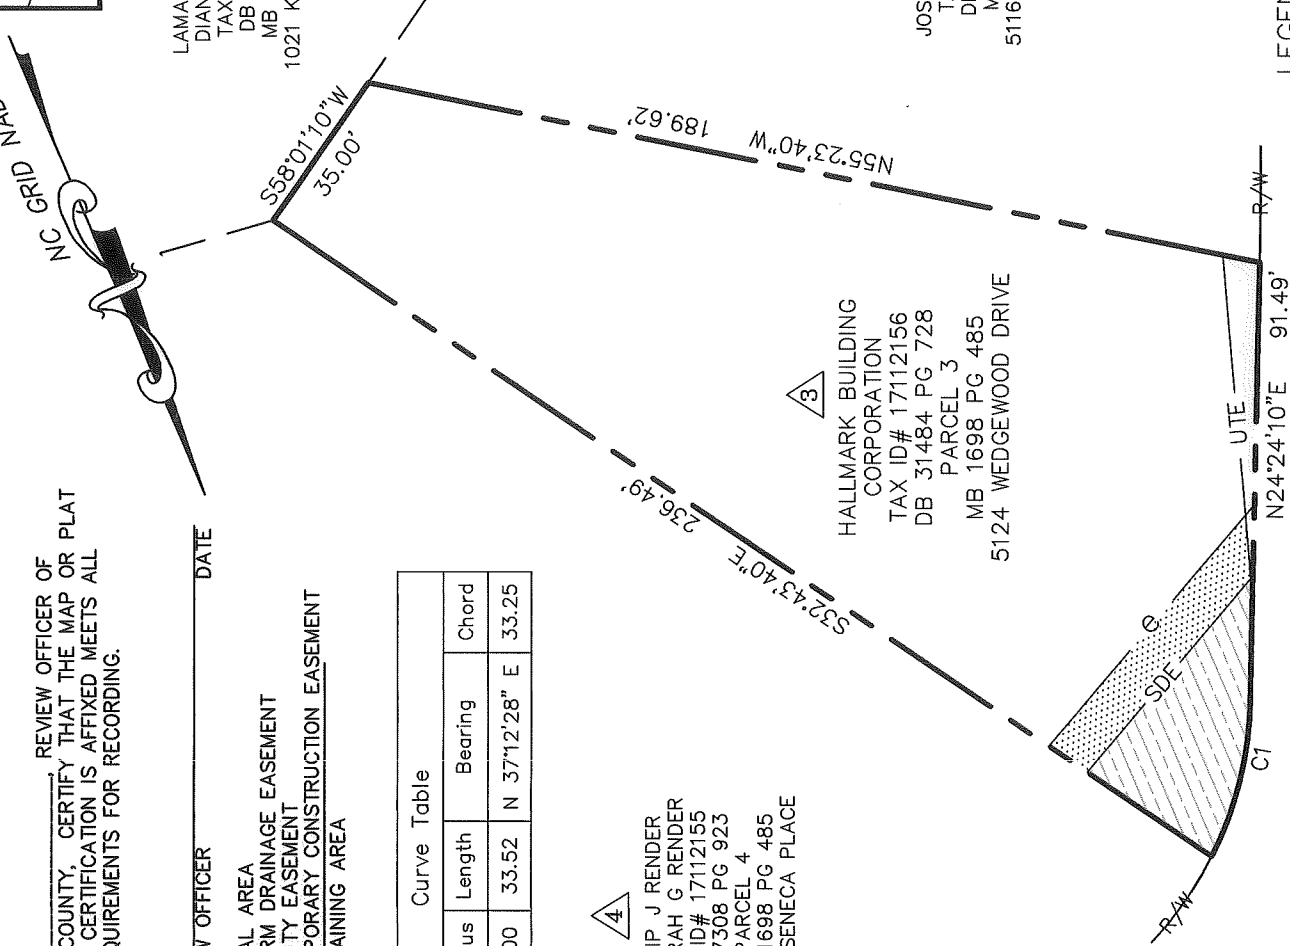 REVIEW OFFICER OF
COUNTY, CERTIFY THAT THE MAP OR PLAT
CERTIFICATION IS AFFIXED MEETS ALL
QUIREMENTS FOR RECORDING.
W OFFICER DATE
AL AREA
RM DRAINAGE EASEMENT
TY EASEMENT
PORARY CONSTRUCTION EASEMENT
AINING AREA
Curve Table
us Length Bearing Chord
00 33.52 N 37°12'28" E 33.25
NC GRID NAD
LAMA
DIAN
TAX
DB
MB
1021 K
JOS
T
D
M
5116
LEGEN
S58°01'10"W
35.00'
189.62'
N55°23'40"W
236.49'
S32°43'40"E
3
HALLMARK BUILDING
CORPORATION
TAX ID# 17112156
DB 31484 PG 728
PARCEL 3
MB 1698 PG 485
5124 WEDGEWOOD DRIVE
4
IP J RENDER
RAH G RENDER
ID# 17112155
7308 PG 923
PARCEL 4
1698 PG 485
SENECA PLACE
e
SDE
UTE
C1
N24°24'10"E 91.49'
R/W
R/W